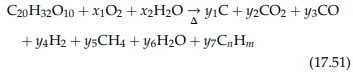 C₂₀H₃₂O₁₀ + x₁O₂ + x₂H₂O →Δ y₁C + y₂CO₂ + y₃CO
+ y₄H₂ + y₅CH₄ + y₆H₂O + y₇CₙHₘ
(17.51)